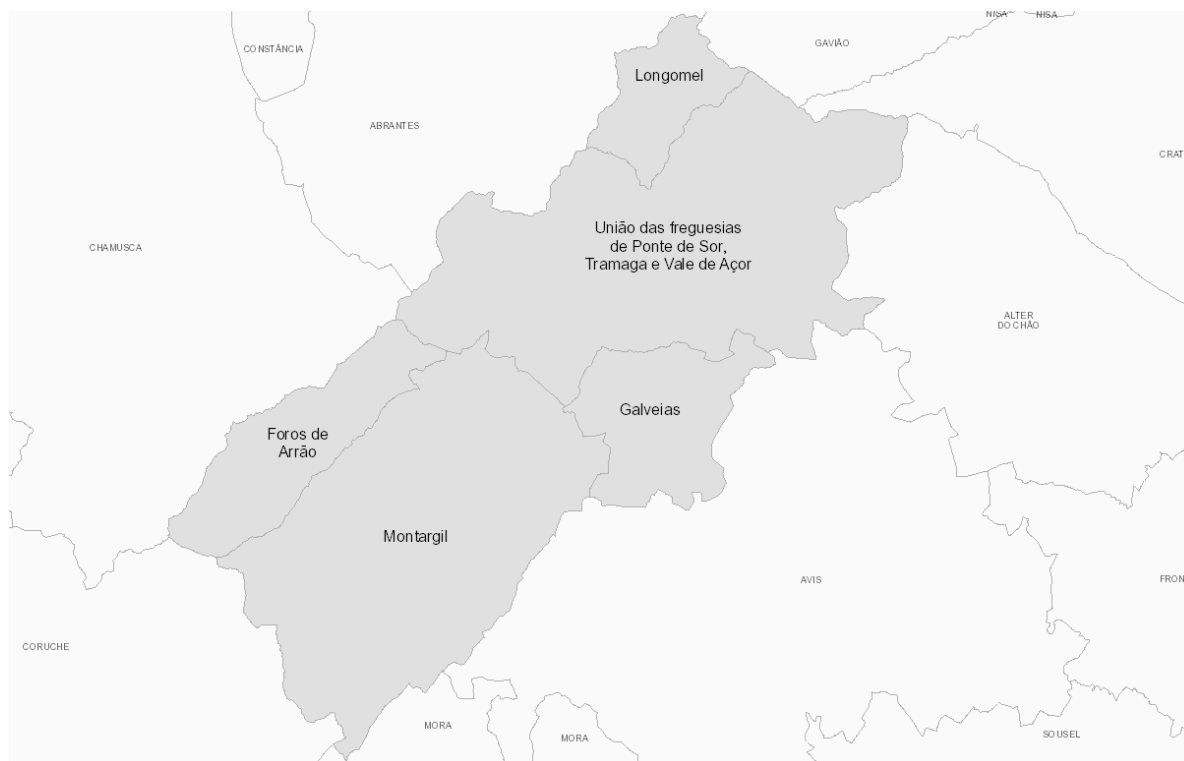 NISA
NISA
GAVIÃO
CONSTÂNCIA
Longomel
ABRANTES
CRAT
União das freguesias
de Ponte de Sor,
Tramaga e Vale de Açor
CHAMUSCA
ALTER
DO CHÃO
Galveias
Foros de
Arrão
Montargil
AVIS
FRON
CORUCHE
MORA
MORA
SOUSEL